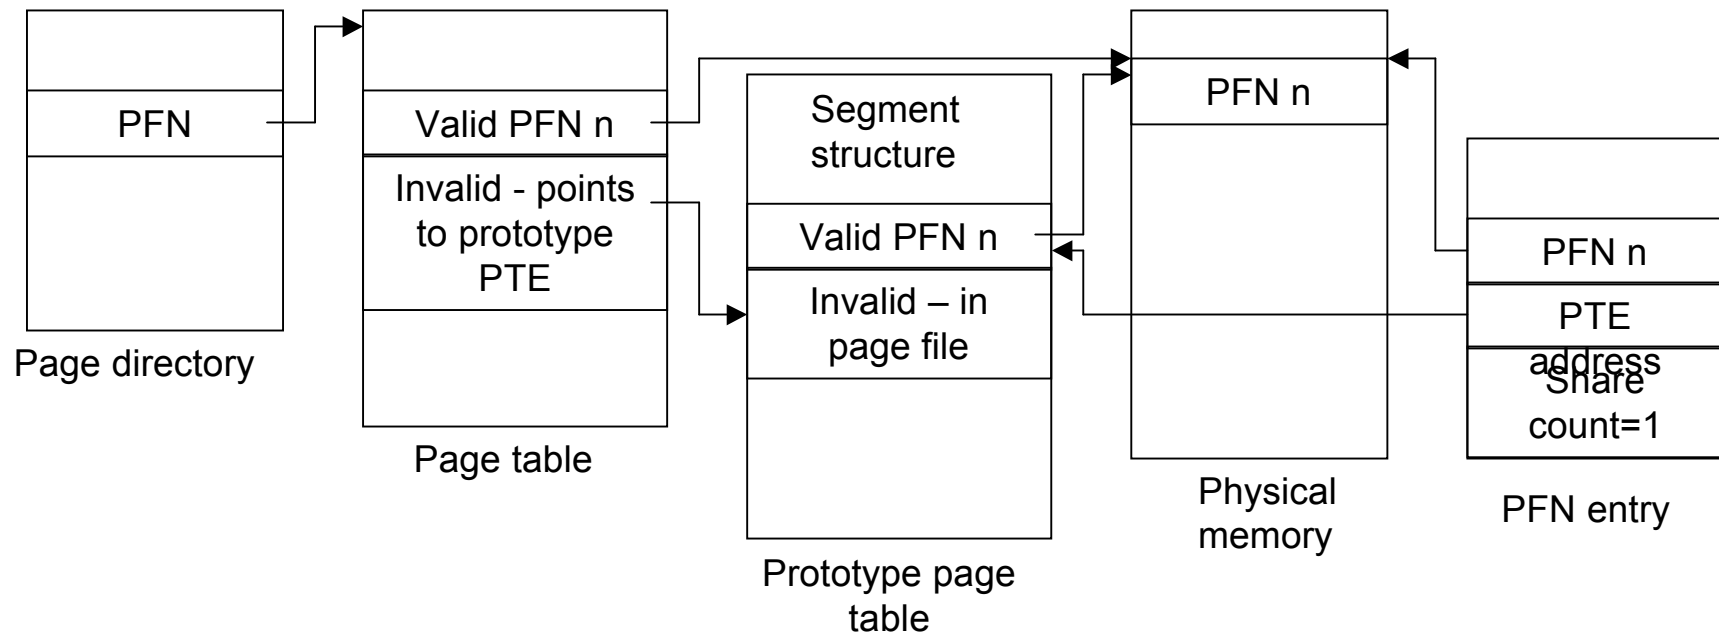 PFN
Page directory
Valid PFN n
Invalid - points
to prototype
PTE
Page table
Segment
structure
Valid PFN n
Invalid – in
page file
Prototype page
table
PFN n
Physical
memory
PFN n
PTE
address
Share
count=1
PFN entry